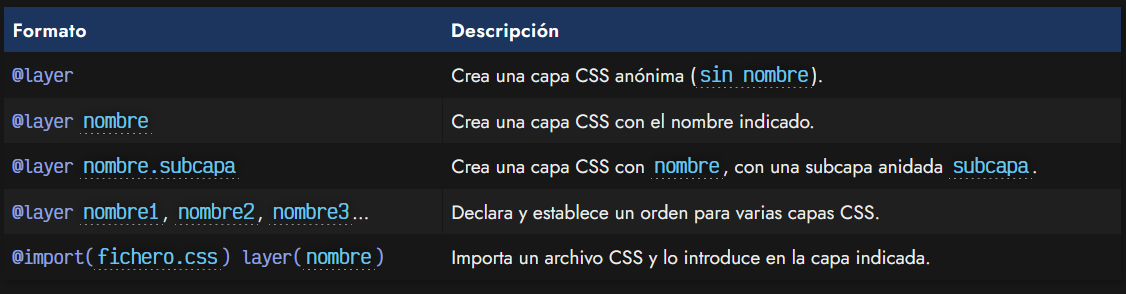 Formato Descripción
@layer Crea una capa CSS anónima (sin nombre).
@layer nombre Crea una capa CSS con el nombre indicado.
@layer nombre.subcapa Crea una capa CSS con nombre, con una subcapa anidada subcapa.
@layer nombre1, nombre2, nombre3... Declara y establece un orden para varias capas CSS.
@import(fichero.css) layer(nombre) Importa un archivo CSS y lo introduce en la capa indicada.